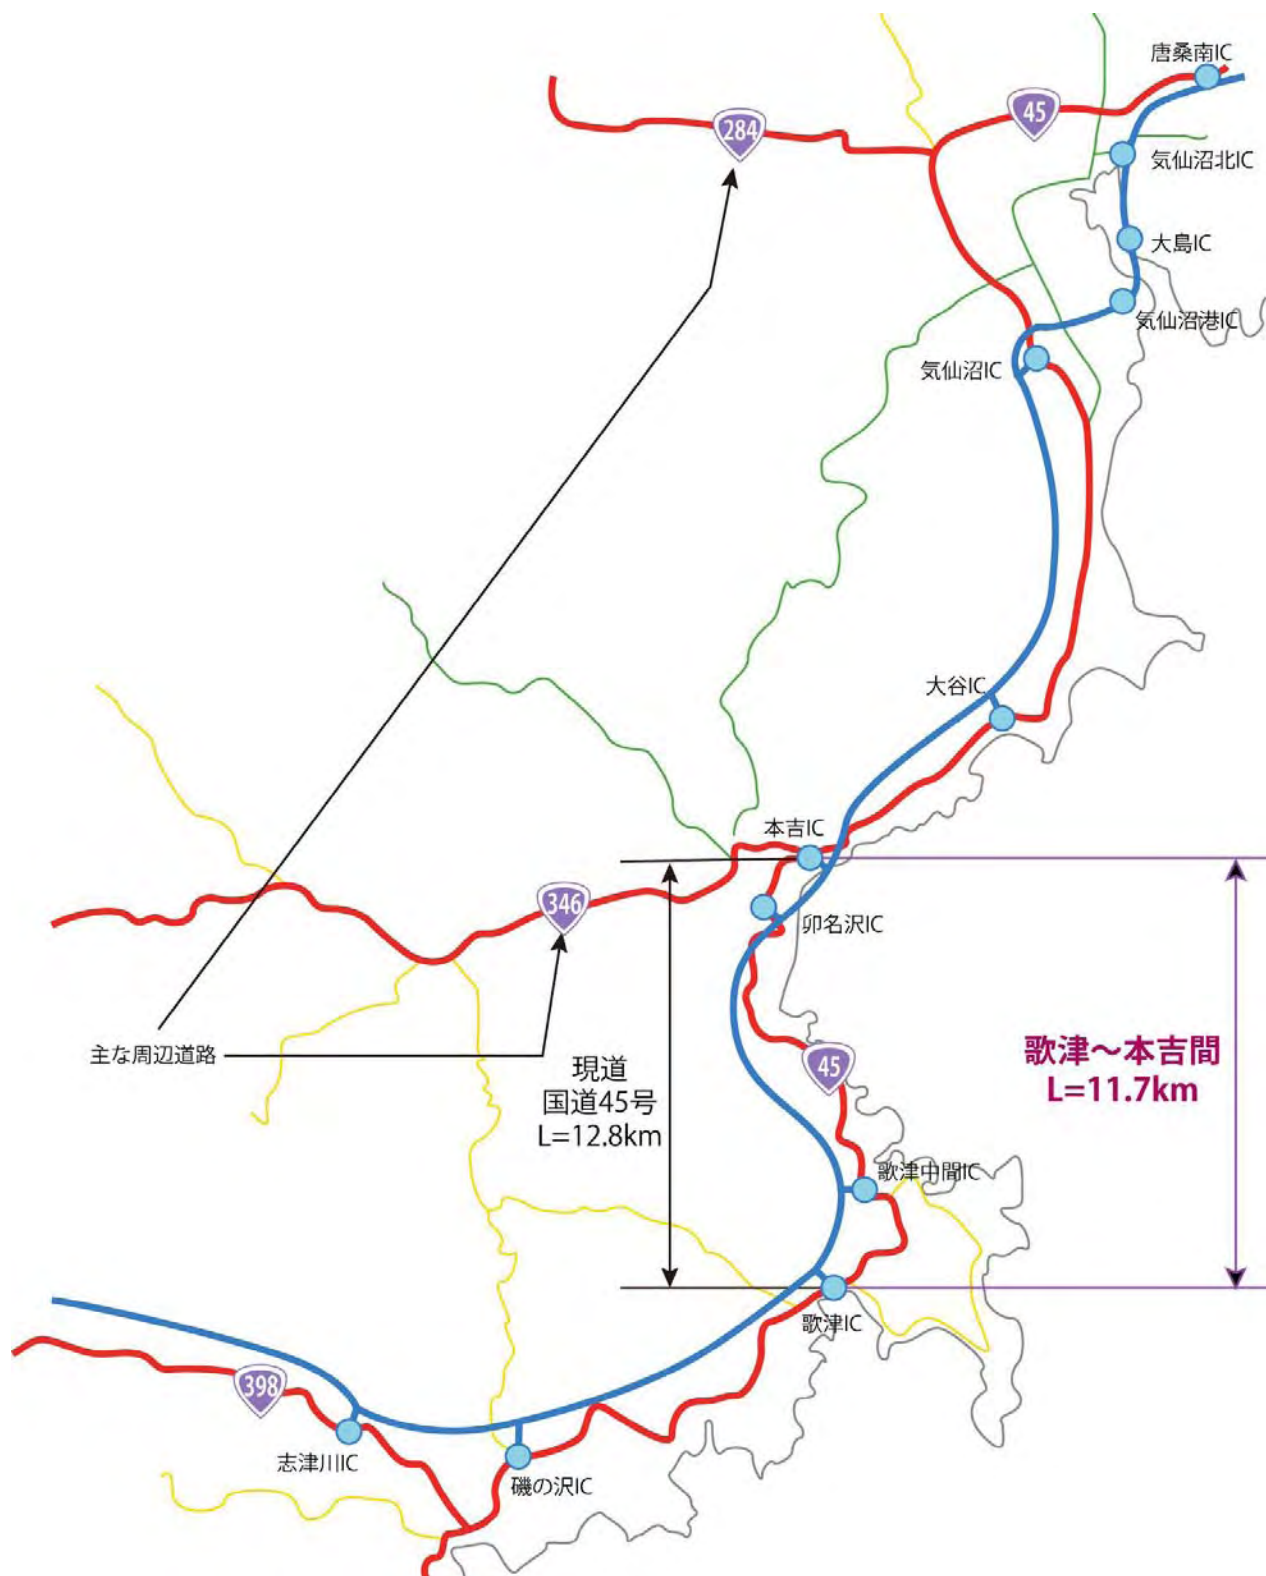 唐桑南IC
45
284
気仙沼北IC
大島IC
気仙沼港IC
気仙沼IC
大谷IC
本吉IC
346
卯名沢IC
主な周辺道路
現道
国道45号
L=12.8km
歌津～本吉間
L=11.7km
45
歌津中間IC
歌津IC
398
志津川IC
磯の沢IC